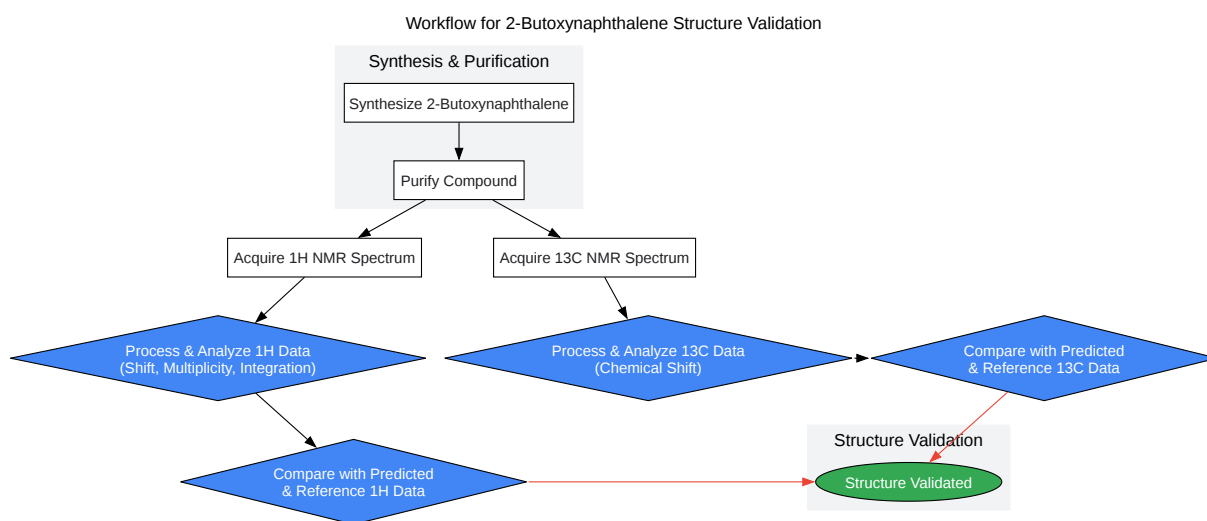 Workflow for 2-Butoxynaphthalene Structure Validation
Synthesis & Purification
Synthesize 2-Butoxynaphthalene
Purify Compound
Acquire 1H NMR Spectrum
Acquire 13C NMR Spectrum
Process & Analyze 1H Data
(Shift, Multiplicity, Integration)
Process & Analyze 13C Data
(Chemical Shift)
Compare with Predicted
& Reference 13C Data
Structure Validation
Compare with Predicted
& Reference 1H Data
Structure Validated